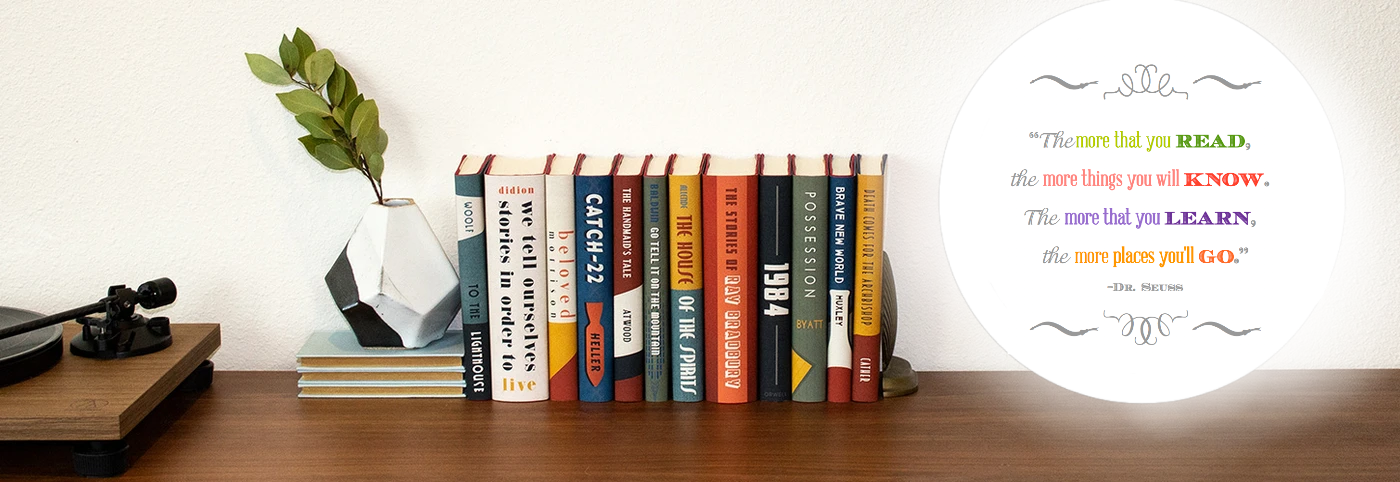 WOOLF
TO THE
LIGHTHOUSE
didion
we tell ourselves
stories in order to
live
beloved
morrison
CATCH-22
HELLER
THE HANDMAID'S TALE
ATWOOD
BALDWIN GO TELL IT ON THE MOUNTAIN
ALLENDE
THE HOUSE
OF THE SPIRITS
THE STORIES OF RAY BRADBURY
1984
ORWELL
POSSESSION
BYATT
BRAVE NEW WORLD
HUXLEY
DEATH COMES FOR THE ARCHBISHOP
CATHER
“The more that you READ,
the more things you will KNOW.
The more that you LEARN,
the more places you'll GO.”
-Dr. Seuss